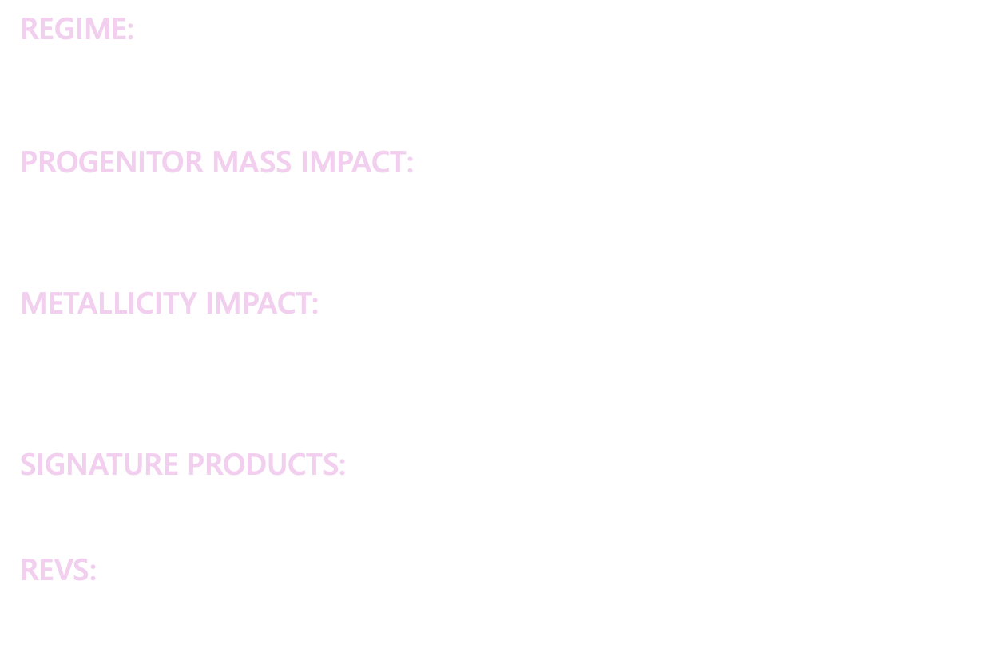 REGIME:
PROGENITOR MASS IMPACT:
METALLICITY IMPACT:
SIGNATURE PRODUCTS:
REVS: